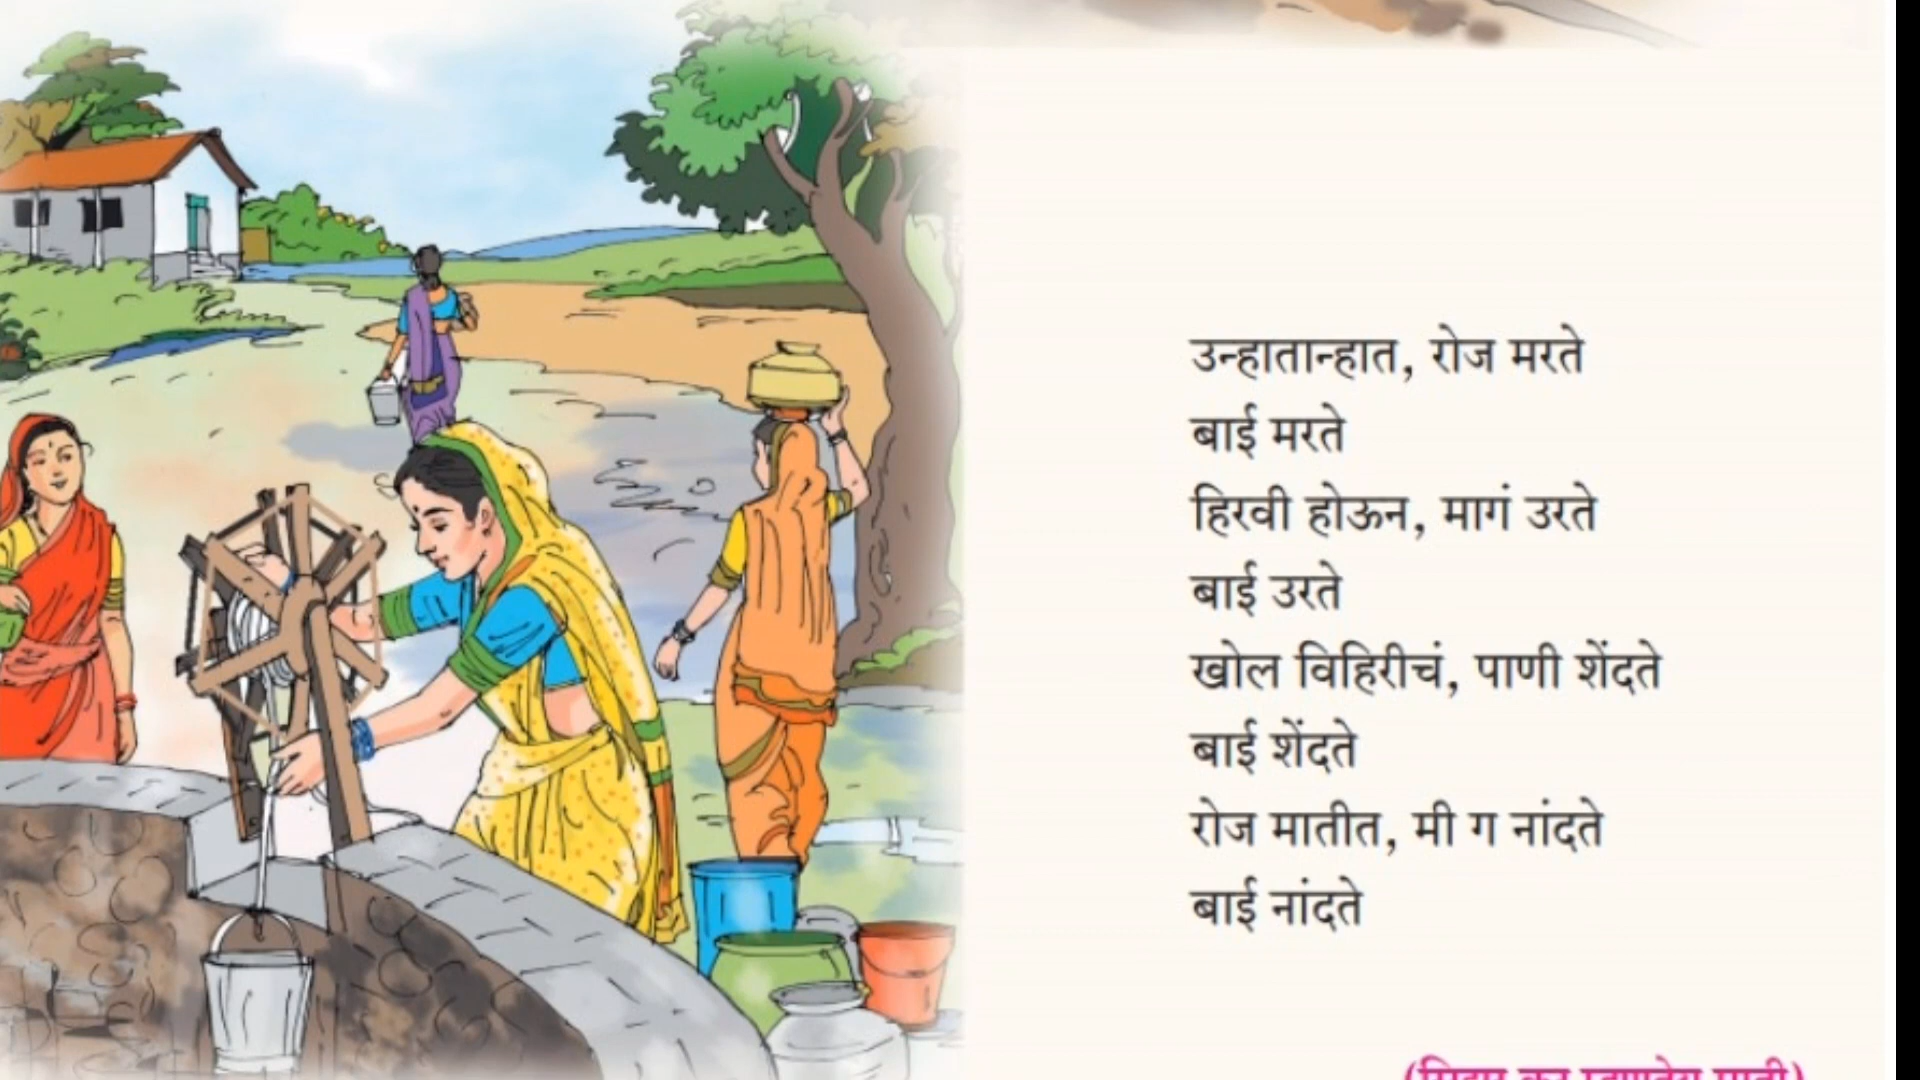 उन्हातान्हात, रोज मरते
बाई मरते
हिरवी होऊन, मागं उरते
बाई उरते
खोल विहिरीचं, पाणी शेंदते
बाई शेंदते
रोज मातीत, मी ग नांदते
बाई नांदते